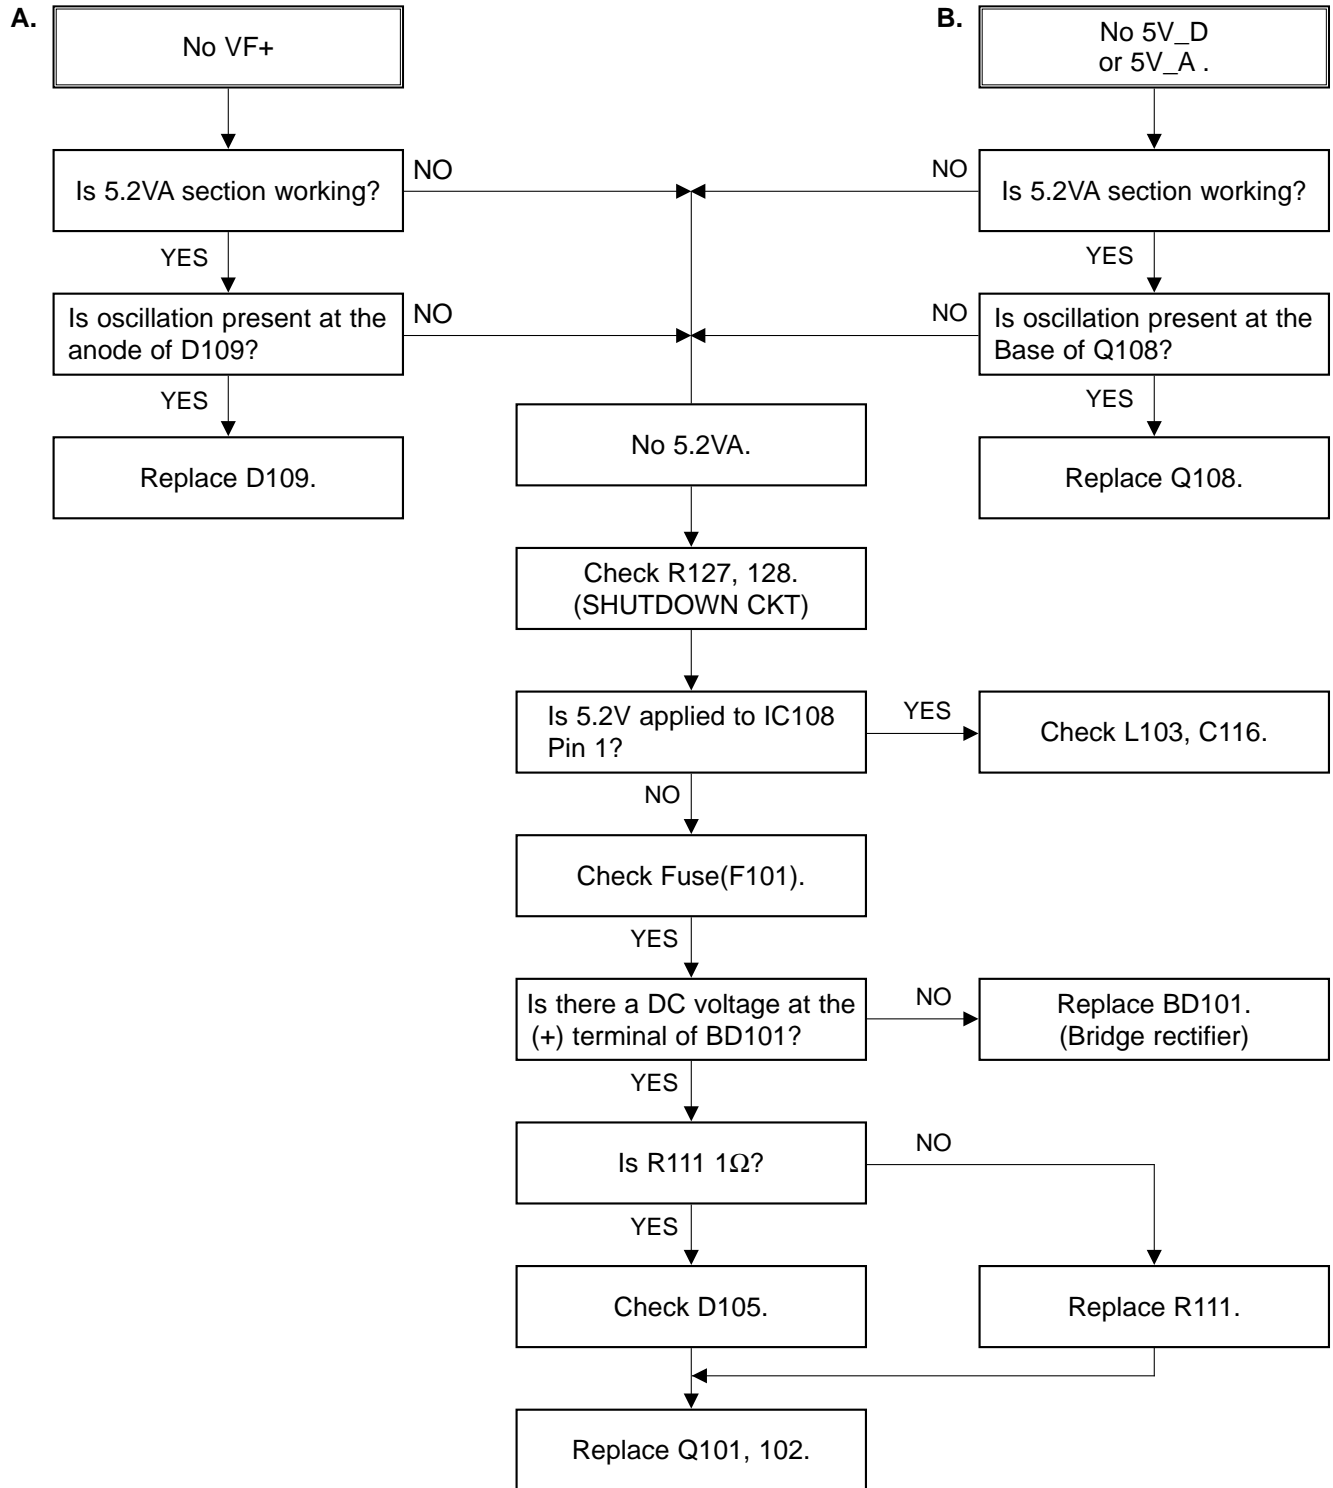 A.
No VF+
B.
No 5V_D
or 5V_A .
Is 5.2VA section working?
NO
NO
Is 5.2VA section working?
YES
YES
Is oscillation present at the
anode of D109?
NO
NO
Is oscillation present at the
Base of Q108?
YES
YES
Replace D109.
No 5.2VA.
Replace Q108.
Check R127, 128.
(SHUTDOWN CKT)
Is 5.2V applied to IC108
Pin 1?
YES
Check L103, C116.
NO
Check Fuse(F101).
YES
Is there a DC voltage at the
(+) terminal of BD101?
NO
Replace BD101.
(Bridge rectifier)
YES
Is R111 1Ω?
NO
YES
Check D105.
Replace R111.
Replace Q101, 102.